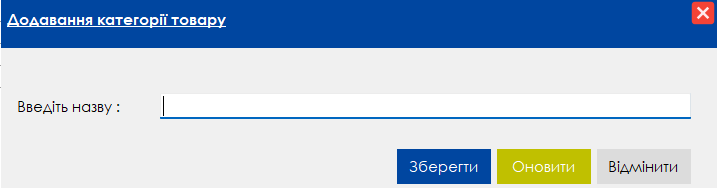 Додавання категорії товару
Введіть назву :
Зберегти Оновити Відмінити